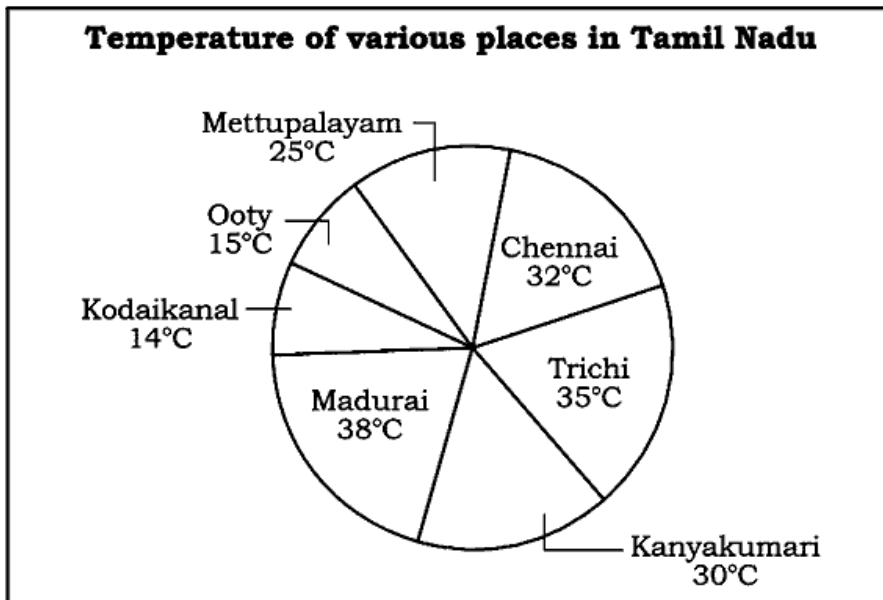 Temperature of various places in Tamil Nadu
Mettupalayam
25°C
Ooty
15°C
Chennai
32°C
Kodaikanal
14°C
Trichi
35°C
Madurai
38°C
Kanyakumari
30°C